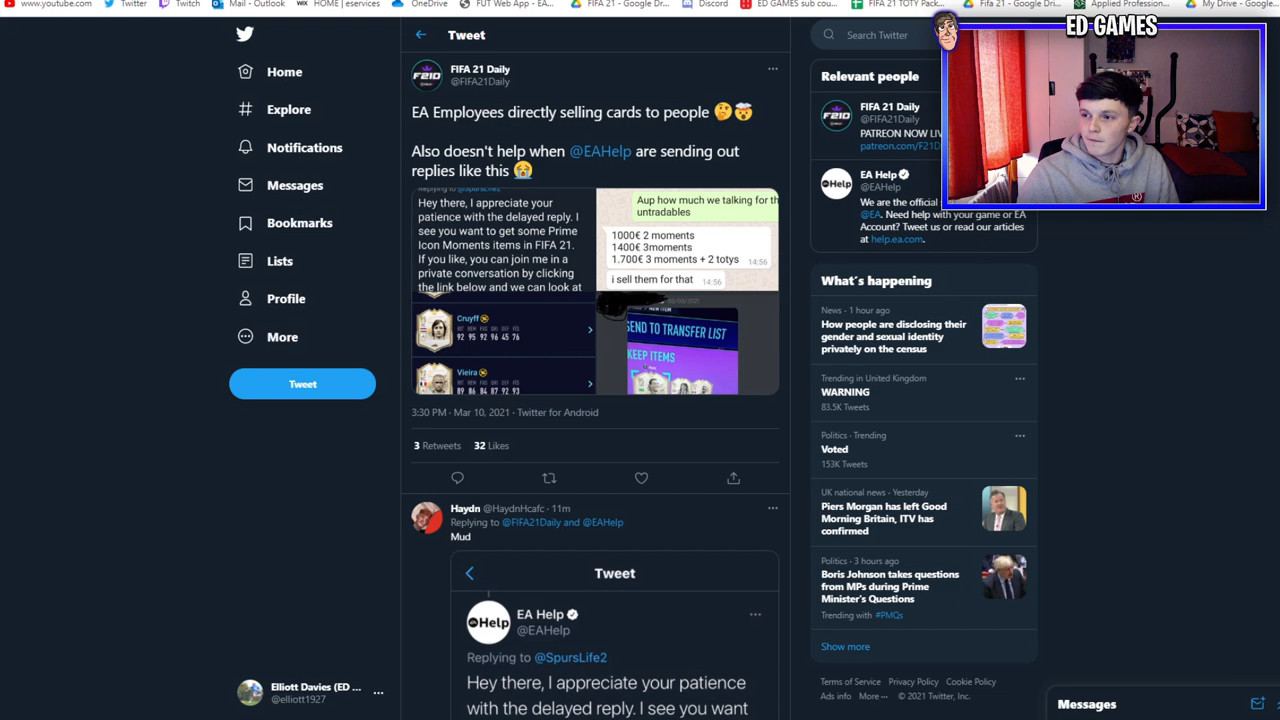 www.youtube.com Twitter Twitch Mail - Outlook HOME | eservices OneDrive FUT Web App - EA... FIFA 21 - Google Dr... Discord ED GAMES sub cou... FIFA 21 TOTY Pack... Fifa 21 - Google Driv... Applied Profession... My Drive - Google...
ED GAMES
Tweet
Search Twitter
Home
Explore
Notifications
Messages
Bookmarks
Lists
Profile
More
Tweet
FIFA 21 Daily
@FIFA21Daily
EA Employees directly selling cards to people 🤔🤯
Also doesn't help when @EAHelp are sending out
replies like this 😭
Replying to @SpursLife2
Hey there, I appreciate your
patience with the delayed reply. I
see you want to get some Prime
Icon Moments items in FIFA 21.
If you like, you can join me in a
private conversation by clicking
the link below and we can look at
Aup how much we talking for th
untradables
1000€ 2 moments
1400€ 3moments
1.700€ 3 moments + 2 totys 14:56
i sell them for that 14:56
Cruyff
92 95 92 96 45 76
Vieira
89 86 84 87 92 93
SEND TO TRANSFER LIST
KEEP ITEMS
3:30 PM · Mar 10, 2021 · Twitter for Android
3 Retweets 32 Likes
Haydn @HaydnHcafc · 11m
Replying to @FIFA21Daily and @EAHelp
Mud
Tweet
Help
EA Help
@EAHelp
Replying to @SpursLife2
Hey there, I appreciate your patience
with the delayed reply. I see you want
Relevant people
F21D
FIFA 21 Daily
@FIFA21Daily
PATREON NOW LIV
patreon.com/F21D
Help
EA Help
@EAHelp
We are the official
@EA. Need help with your game or EA
Account? Tweet us or read our articles
at help.ea.com.
What's happening
News · 1 hour ago
How people are disclosing their
gender and sexual identity
privately on the census
Trending in United Kingdom
WARNING
83.5K Tweets
Politics · Trending
Voted
153K Tweets
UK national news · Yesterday
Piers Morgan has left Good
Morning Britain, ITV has
confirmed
Politics · 3 hours ago
Boris Johnson takes questions
from MPs during Prime
Minister's Questions
Trending with #PMQs
Show more
Terms of Service Privacy Policy Cookie Policy
Ads info More ··· © 2021 Twitter, Inc.
Elliott Davies (ED ...
@elliott1927
Messages